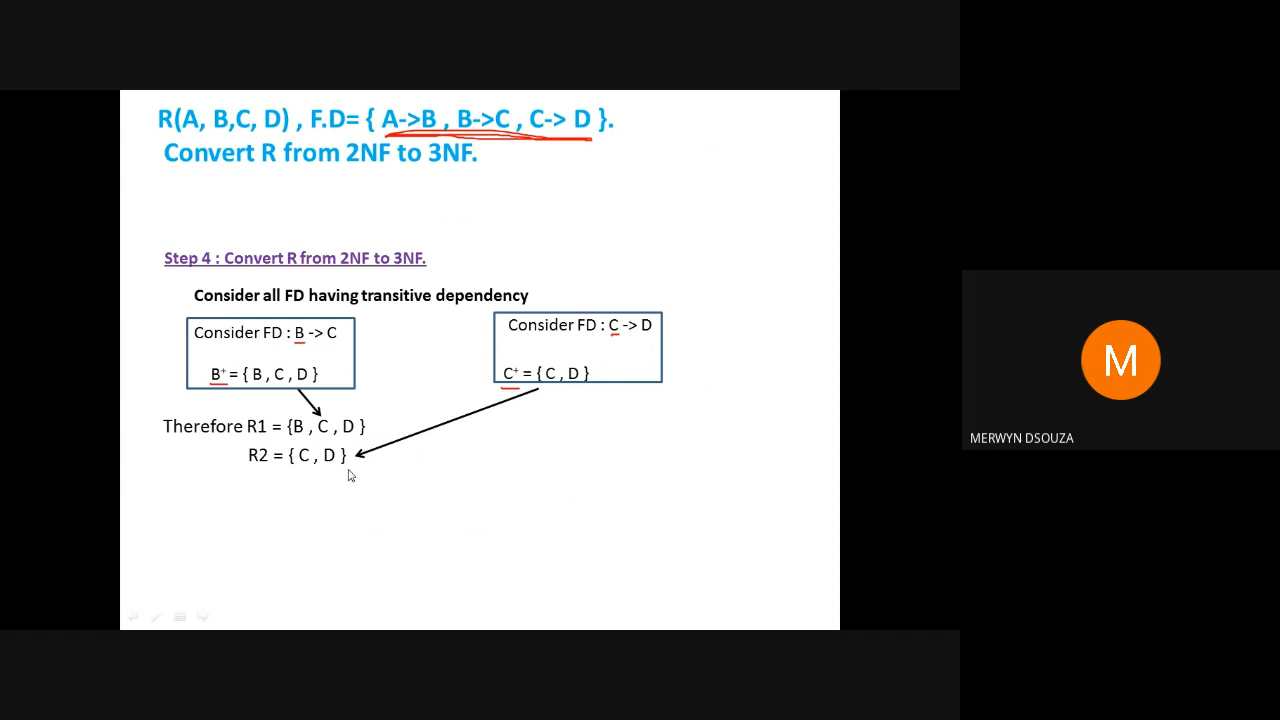 R(A, B,C, D) , F.D= { A->B , B->C , C-> D }.
Convert R from 2NF to 3NF.
Step 4 : Convert R from 2NF to 3NF.
Consider all FD having transitive dependency
Consider FD : B -> C
B⁺ = { B , C , D }
Consider FD : C -> D
C⁺ = { C , D }
Therefore R1 = {B , C , D }
R2 = { C , D }
M
MERWYN DSOUZA